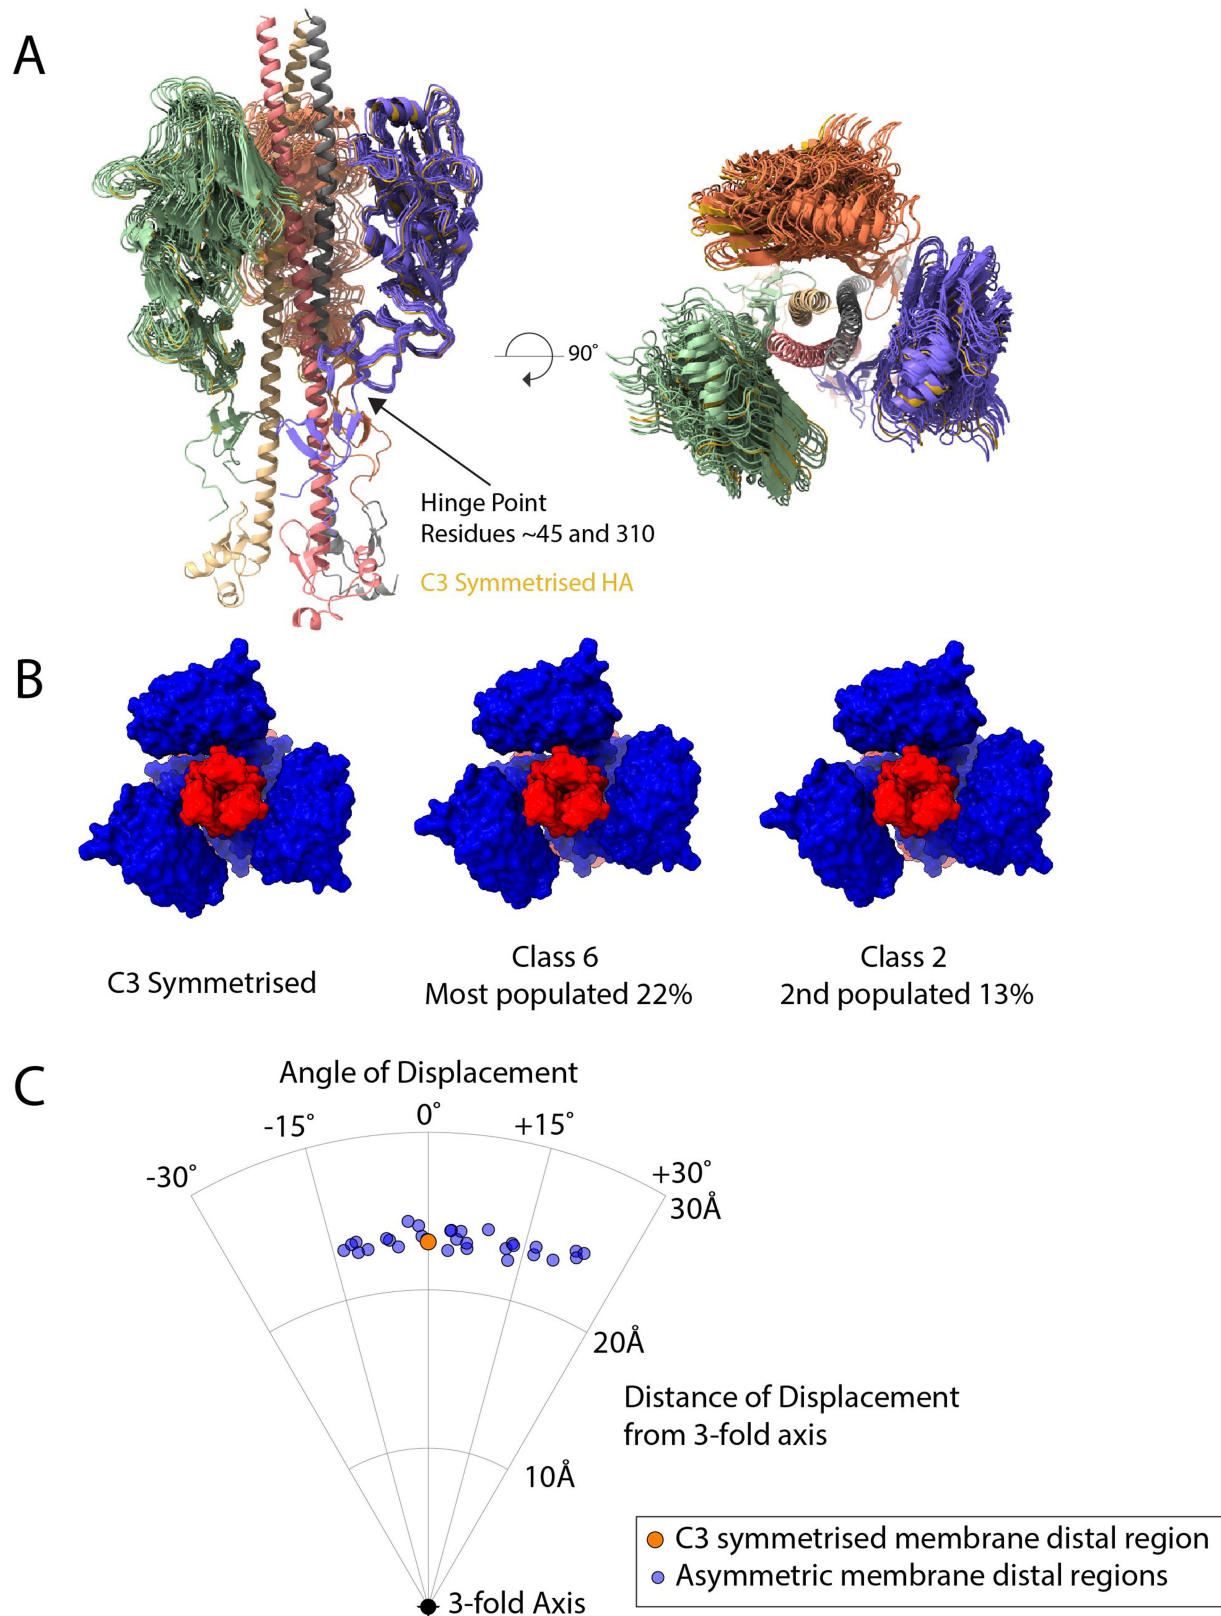 A
90˚
Hinge Point
Residues ~45 and 310
C3 Symmetrised HA
B
C3 Symmetrised
Class 6
Most populated 22%
Class 2
2nd populated 13%
C
Angle of Displacement
-30˚
-15˚
0˚
+15˚
+30˚
30Å
20Å
Distance of Displacement
from 3-fold axis
10Å
C3 symmetrised membrane distal region
Asymmetric membrane distal regions
3-fold Axis